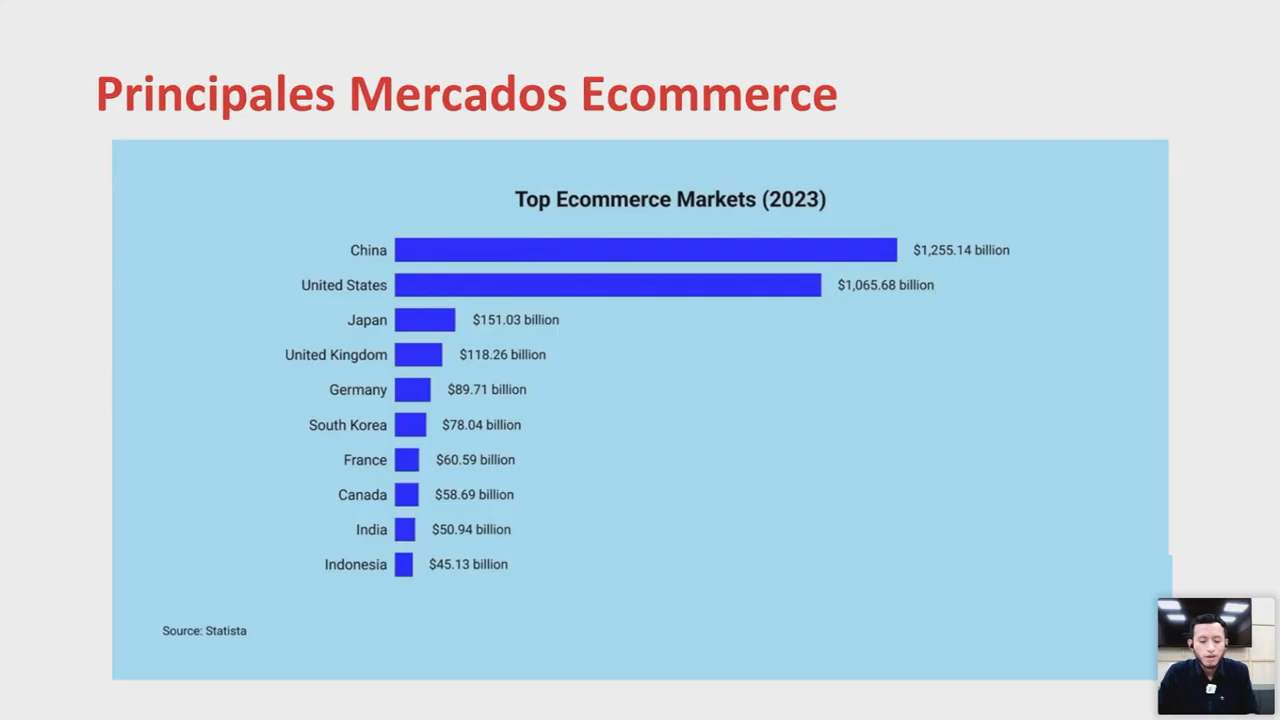 Principales Mercados Ecommerce
Top Ecommerce Markets (2023)
China $1,255.14 billion
United States $1,065.68 billion
Japan $151.03 billion
United Kingdom $118.26 billion
Germany $89.71 billion
South Korea $78.04 billion
France $60.59 billion
Canada $58.69 billion
India $50.94 billion
Indonesia $45.13 billion
Source: Statista